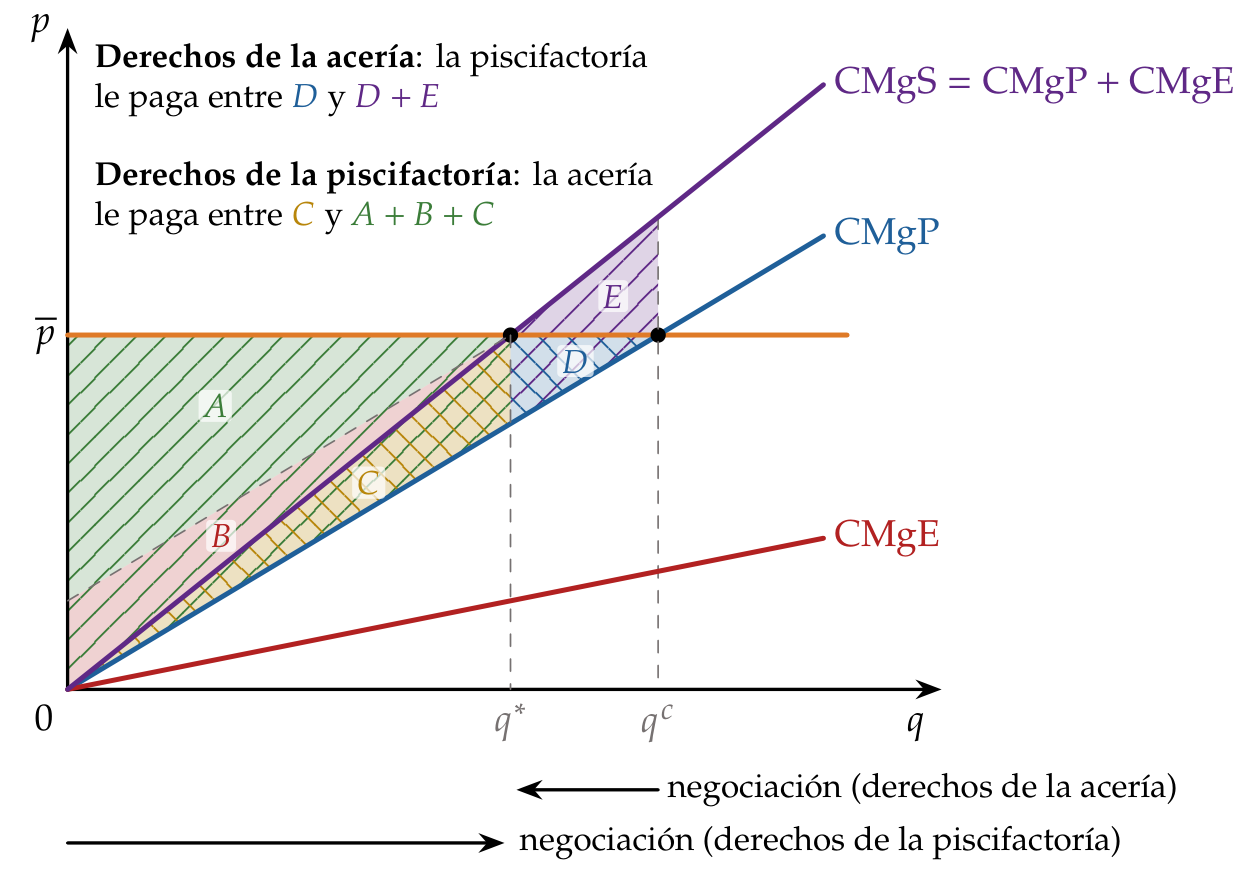 p
Derechos de la acería: la piscifactoría
le paga entre D y D + E
CMgS = CMgP + CMgE
Derechos de la piscifactoría: la acería
le paga entre C y A + B + C
CMgP
E
p̅
D
A
C
B
CMgE
0
q*
qᶜ
q
negociación (derechos de la acería)
negociación (derechos de la piscifactoría)